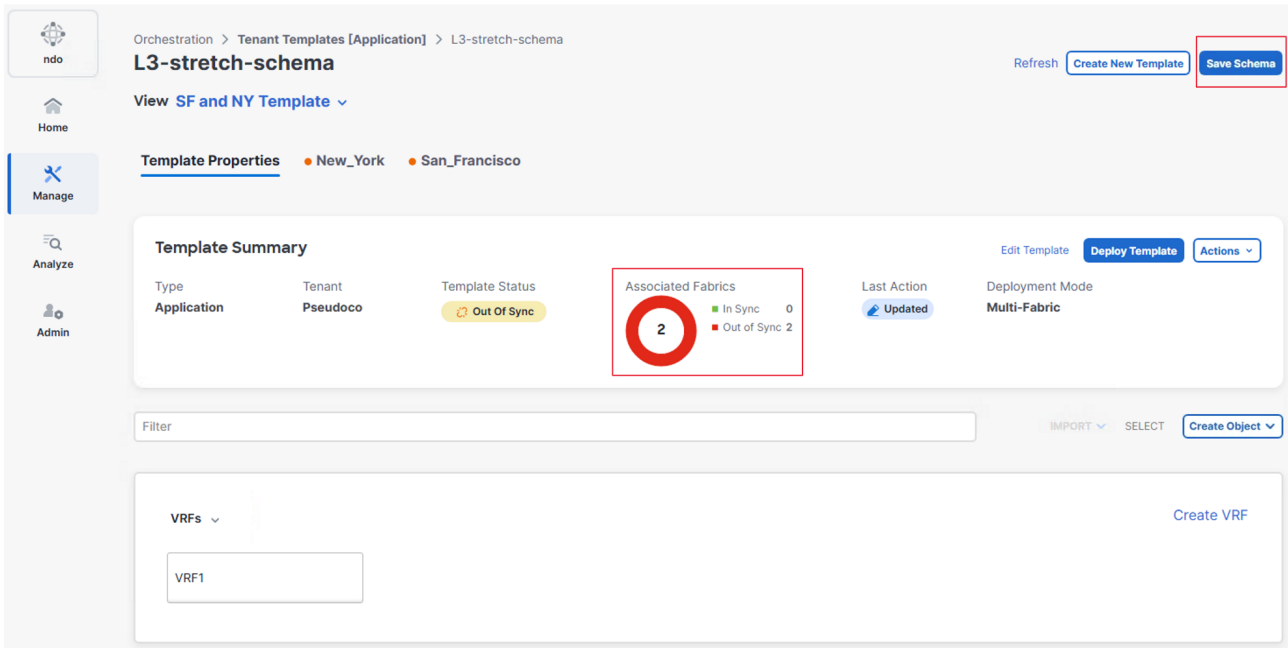 ndo
Home
Manage
Analyze
Admin
Orchestration > Tenant Templates [Application] > L3-stretch-schema
L3-stretch-schema
Refresh Create New Template Save Schema
View SF and NY Template
Template Properties New_York San_Francisco
Template Summary
Edit Template Deploy Template Actions
Type Tenant Template Status Associated Fabrics Last Action Deployment Mode
Application Pseudoco Out Of Sync 2 In Sync 0 Updated Multi-Fabric
Out of Sync 2
Filter IMPORT SELECT Create Object
VRFs Create VRF
VRF1